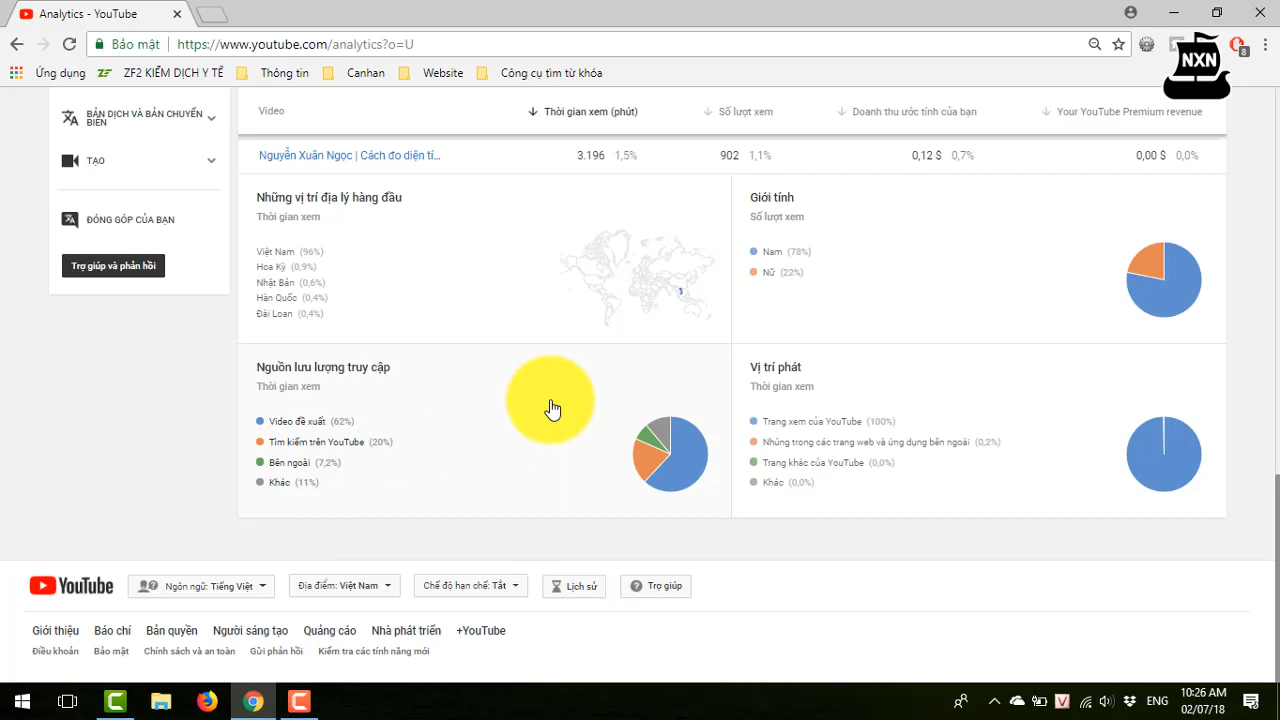 Analytics - YouTube
Bảo mật https://www.youtube.com/analytics?o=U
8
NXN
Ứng dụng ZF2 KIỂM DỊCH Y TẾ Thông tin Canhan Website Công cụ tìm từ khóa
BẢN DỊCH VÀ BẢN CHUYỂN BIÊN
TẠO
ĐÓNG GÓP CỦA BẠN
Trợ giúp và phản hồi
Video Thời gian xem (phút) Số lượt xem Doanh thu ước tính của bạn Your YouTube Premium revenue
Nguyễn Xuân Ngọc | Cách đo diện tí... 3.196 1,5% 902 1,1% 0,12 $ 0,7% 0,00 $ 0,0%
Những vị trí địa lý hàng đầu
Thời gian xem
Việt Nam (96%)
Hoa Kỳ (0,9%)
Nhật Bản (0,6%)
Hàn Quốc (0,4%)
Đài Loan (0,4%)
Giới tính
Số lượt xem
Nam (78%)
Nữ (22%)
Nguồn lưu lượng truy cập
Thời gian xem
Video đề xuất (62%)
Tìm kiếm trên YouTube (20%)
Bên ngoài (7,2%)
Khác (11%)
Vị trí phát
Thời gian xem
Trang xem của YouTube (100%)
Nhúng trong các trang web và ứng dụng bên ngoài (0,2%)
Trang khác của YouTube (0,0%)
Khác (0,0%)
YouTube Ngôn ngữ: Tiếng Việt Địa điểm: Việt Nam Chế độ hạn chế: Tắt Lịch sử Trợ giúp
Giới thiệu Báo chí Bản quyền Người sáng tạo Quảng cáo Nhà phát triển +YouTube
Điều khoản Bảo mật Chính sách và an toàn Gửi phản hồi Kiểm tra các tính năng mới
ENG 10:26 AM
02/07/18